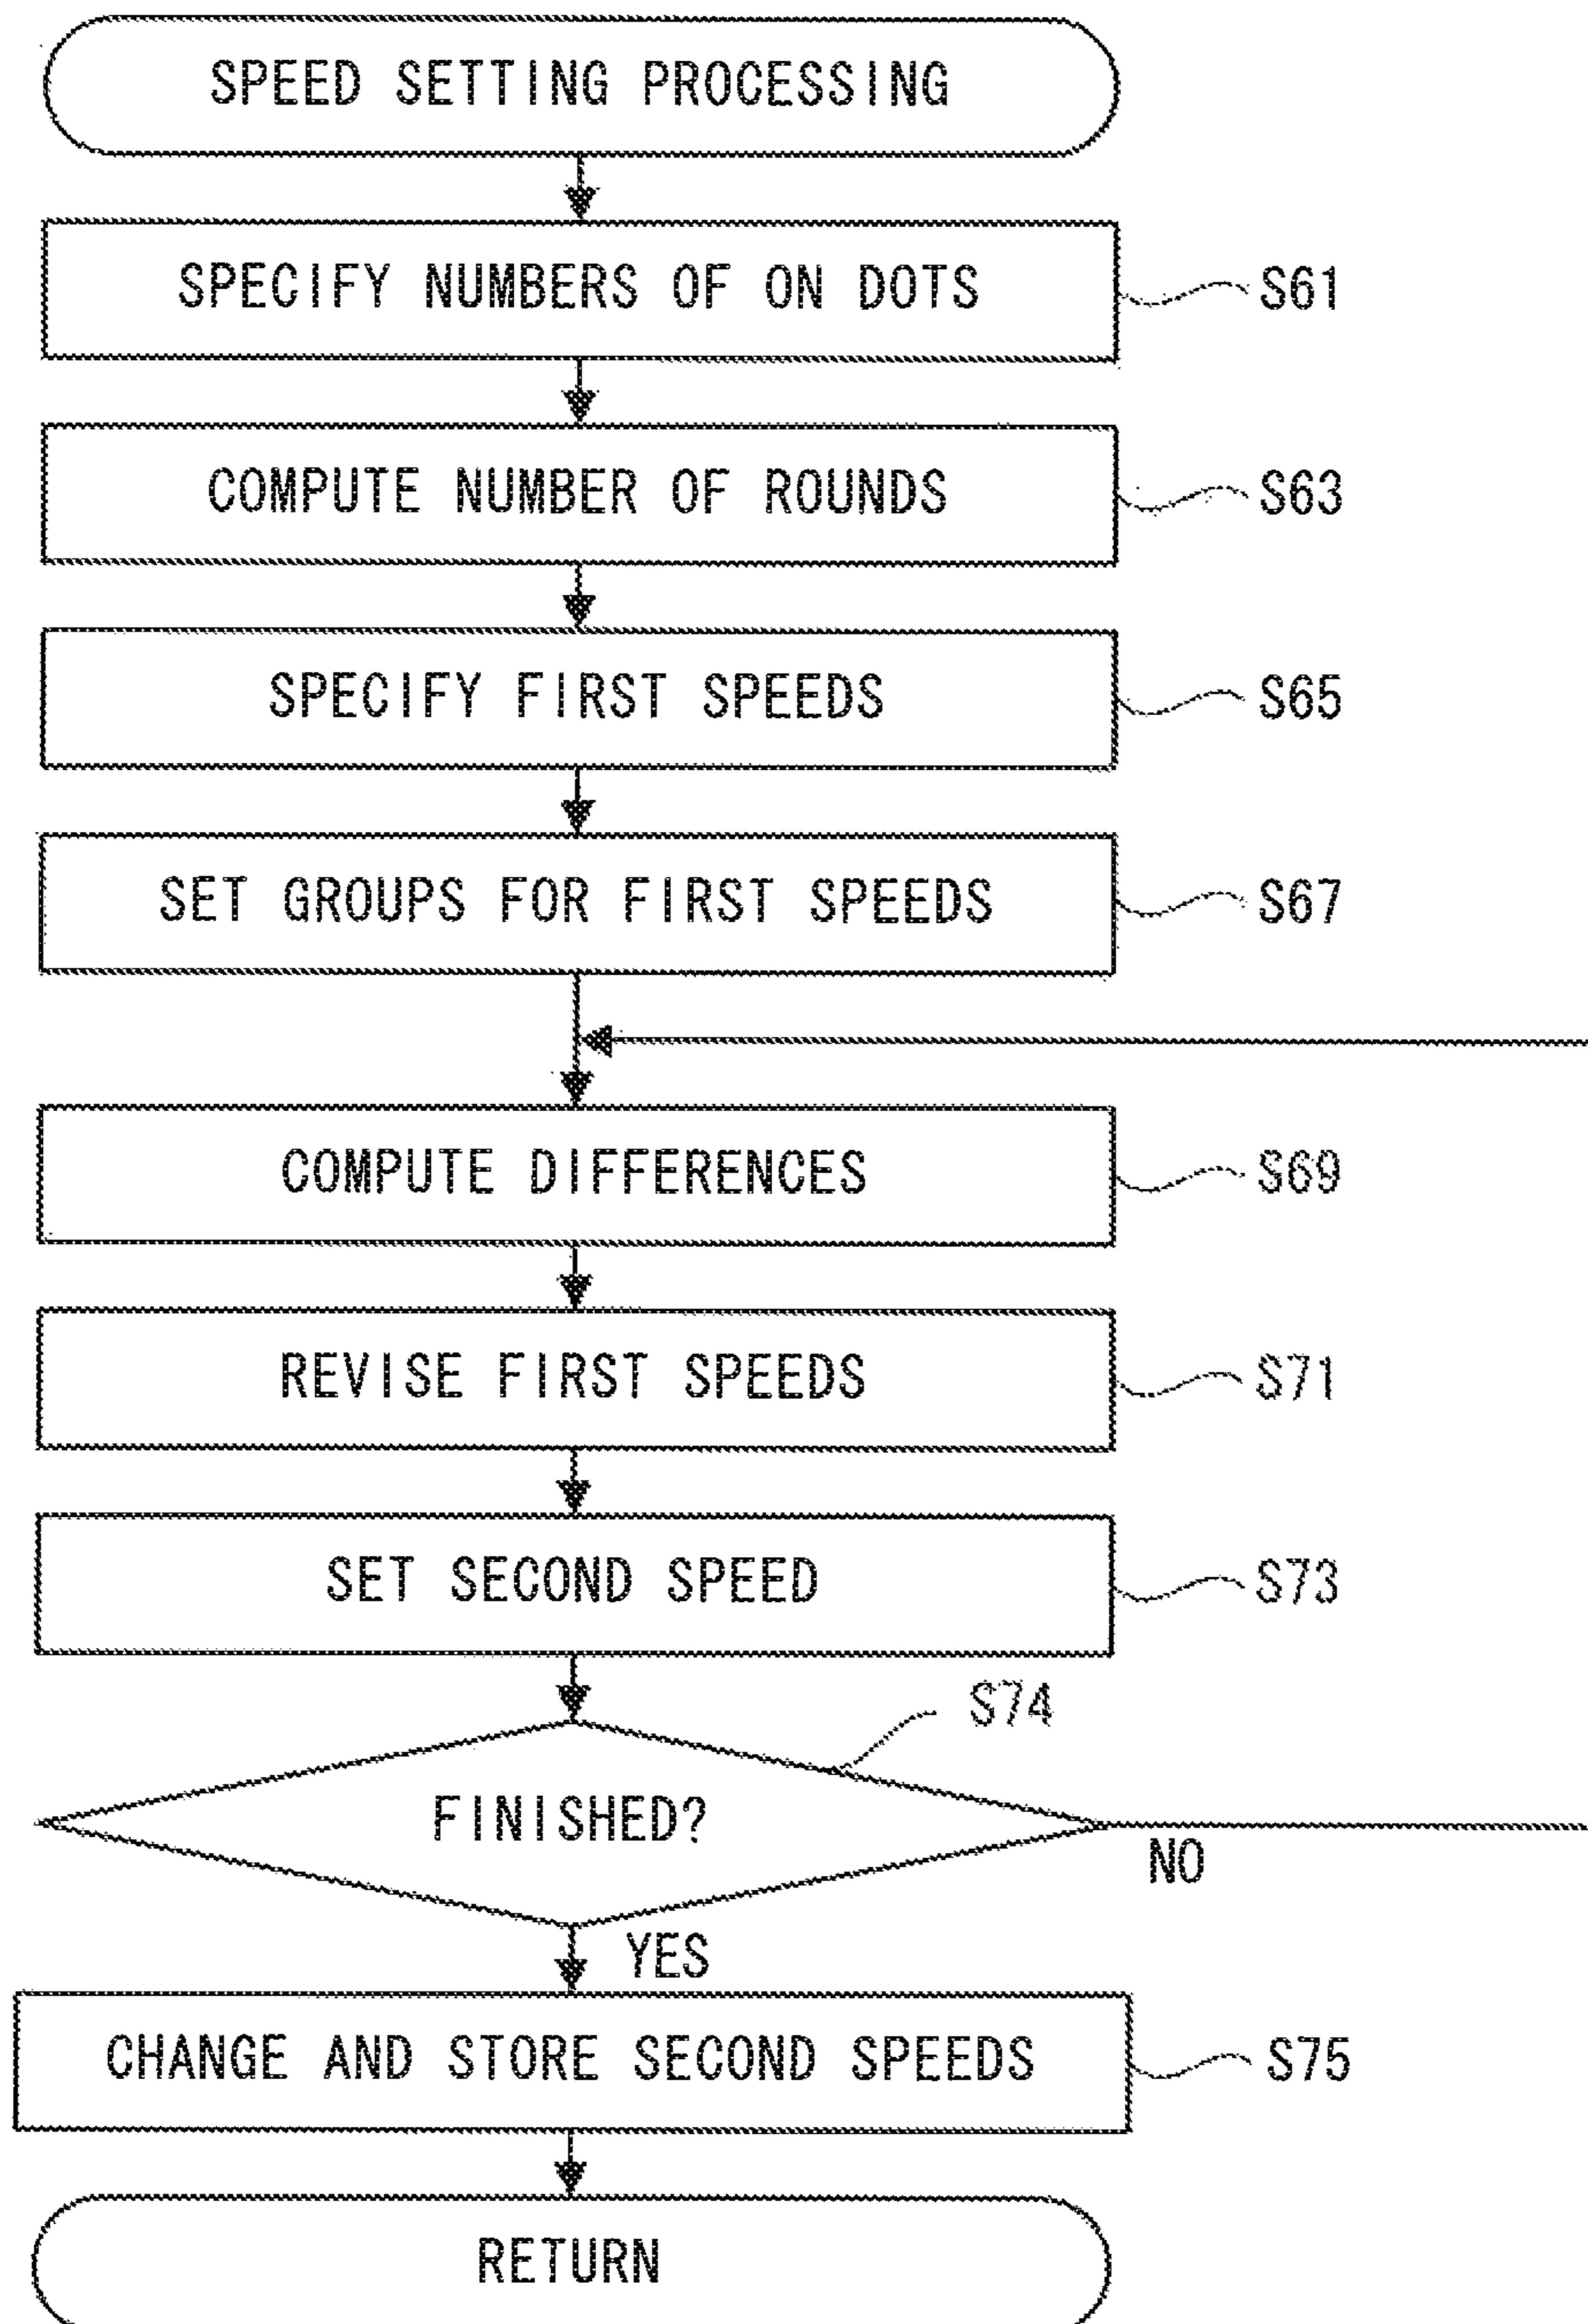 SPEED SETTING PROCESSING
SPECIFY NUMBERS OF ON DOTS S61
COMPUTE NUMBER OF ROUNDS S63
SPECIFY FIRST SPEEDS S65
SET GROUPS FOR FIRST SPEEDS S67
COMPUTE DIFFERENCES S69
REVISE FIRST SPEEDS S71
SET SECOND SPEED S73
S74
FINISHED?
NO
YES
CHANGE AND STORE SECOND SPEEDS S75
RETURN